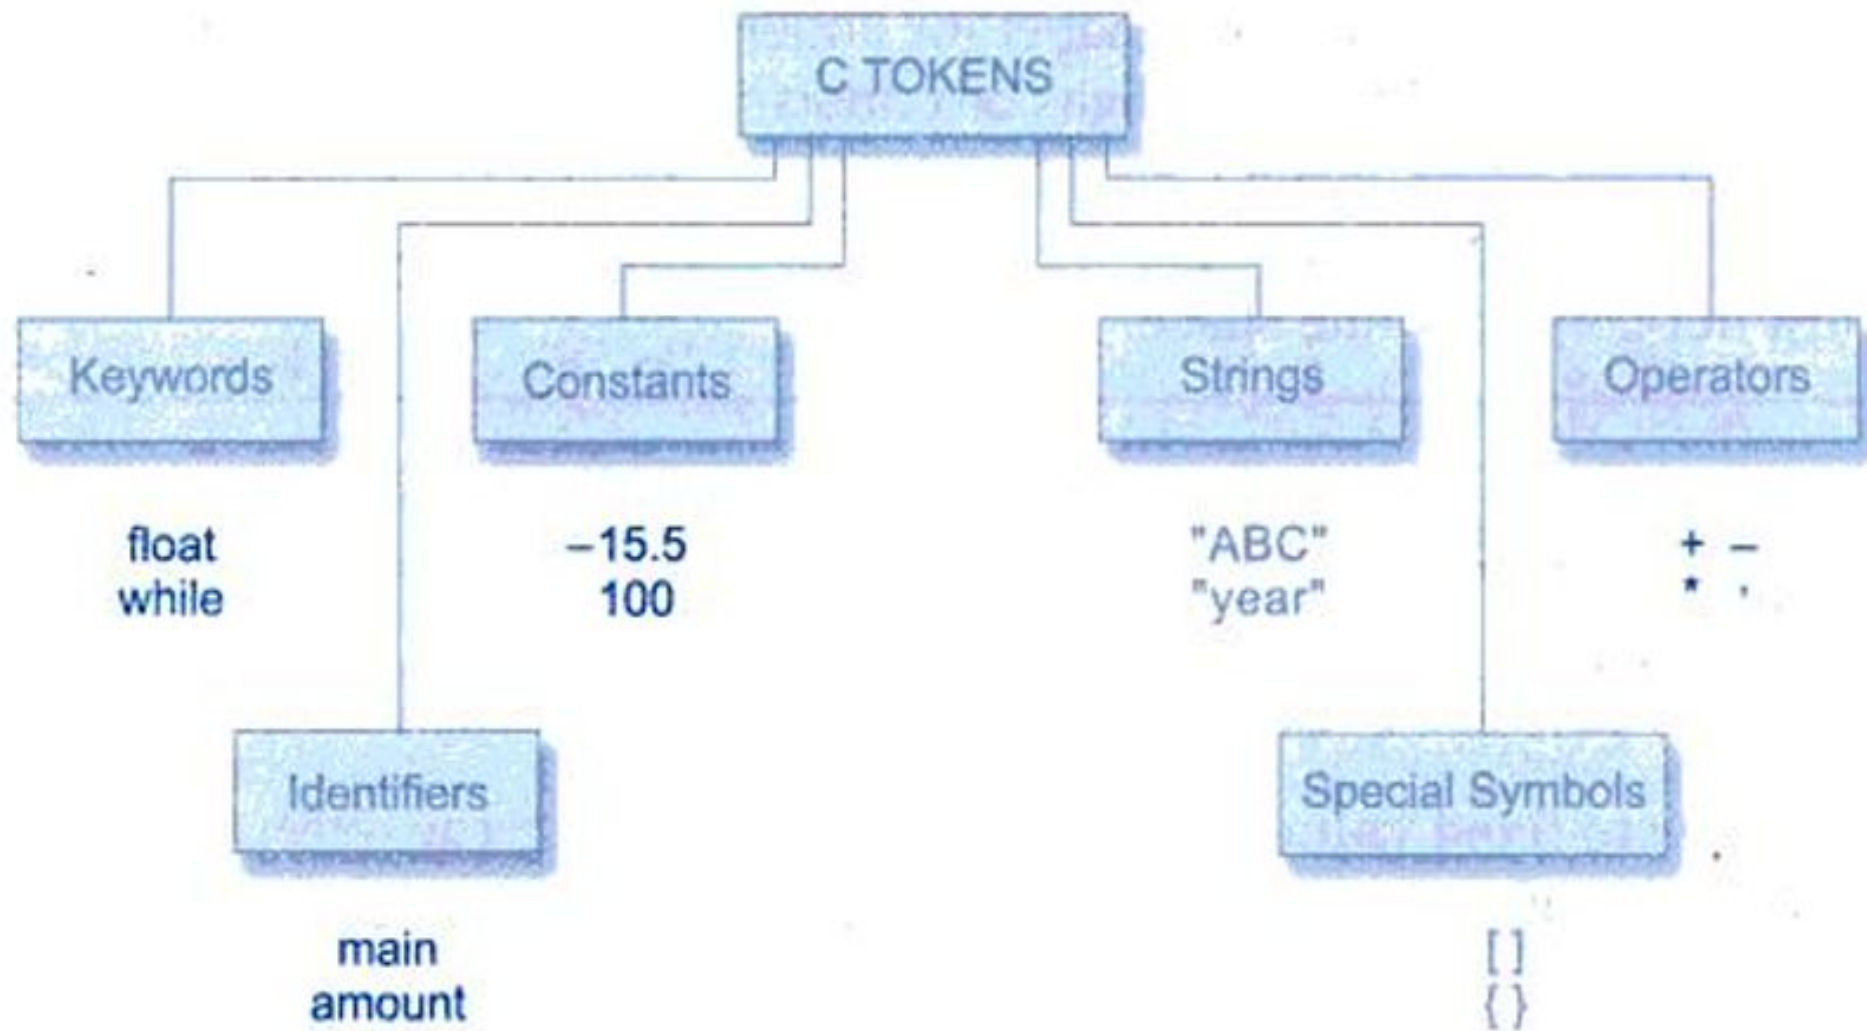 C TOKENS
Keywords
Constants
Strings
Operators
float
while
–15.5
100
"ABC"
"year"
+ –
* '
Identifiers
Special Symbols
main
amount
[ ]
{ }